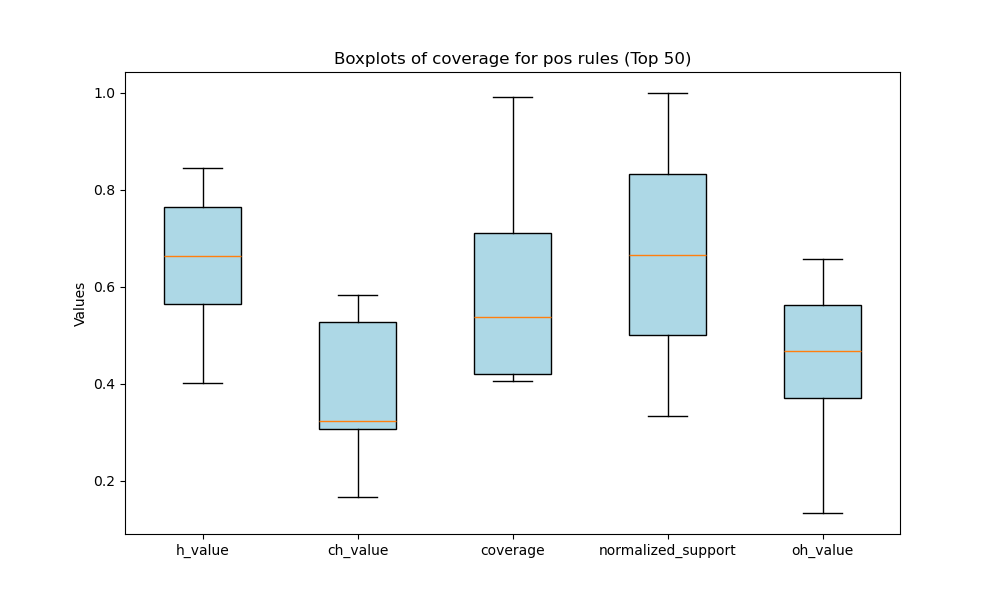 Boxplots of coverage for pos rules (Top 50)
1.0
0.8
0.6
0.4
0.2
Values
h_value
ch_value
coverage
normalized_support
oh_value